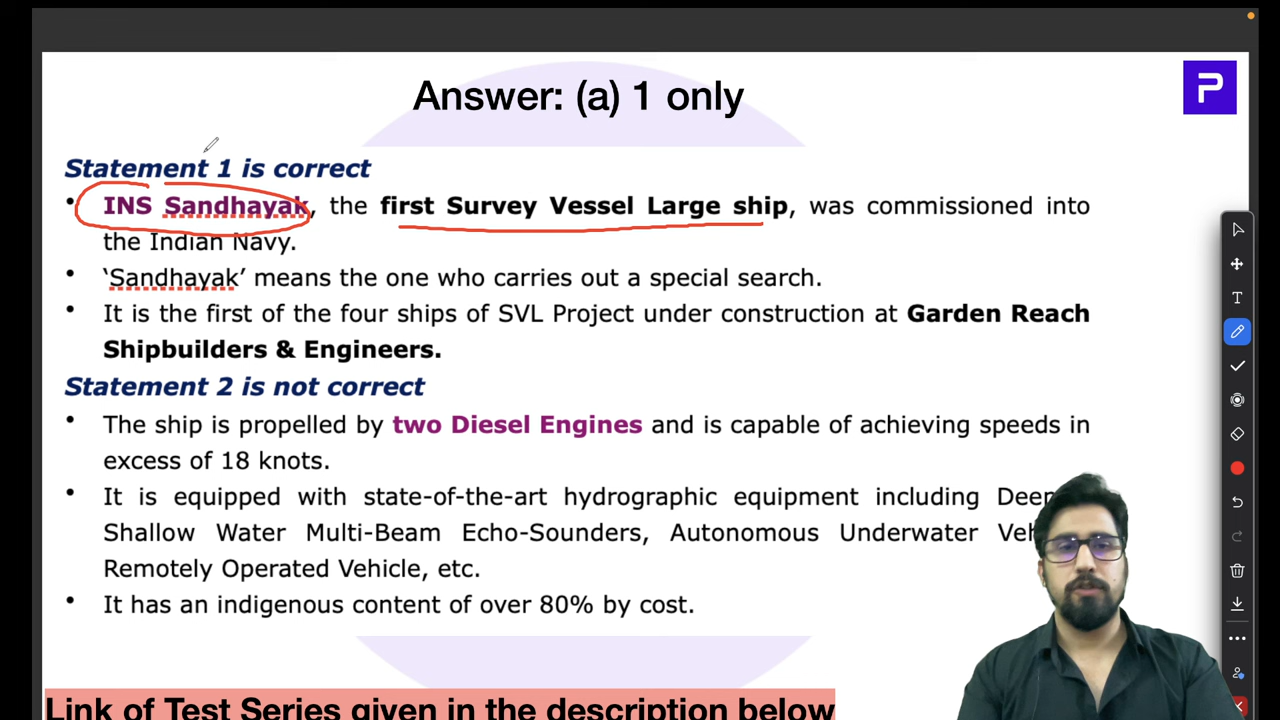 Answer: (a) 1 only
P
Statement 1 is correct
• INS Sandhayak, the first Survey Vessel Large ship, was commissioned into
the Indian Navy.
• ‘Sandhayak’ means the one who carries out a special search.
• It is the first of the four ships of SVL Project under construction at Garden Reach
Shipbuilders & Engineers.
Statement 2 is not correct
• The ship is propelled by two Diesel Engines and is capable of achieving speeds in
excess of 18 knots.
• It is equipped with state-of-the-art hydrographic equipment including Deep
Shallow Water Multi-Beam Echo-Sounders, Autonomous Underwater
Remotely Operated Vehicle, etc.
• It has an indigenous content of over 80% by cost.
Link of Test Series given in the description below